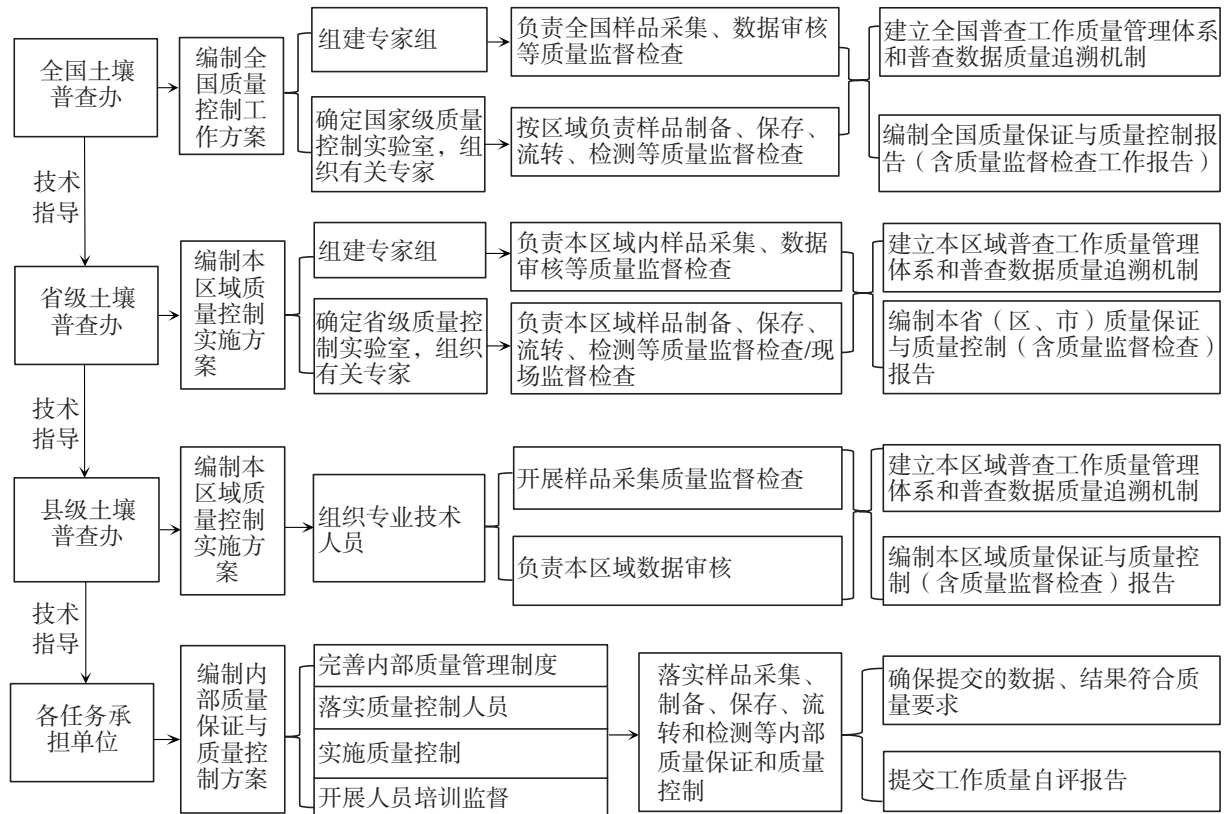 全国土壤
普查办
编制全
国质量
控制工
作方案
组建专家组
负责全国样品采集、数据审核
等质量监督检查
确定国家级质量
控制实验室，组
织有关专家
按区域负责样品制备、保存、
流转、检测等质量监督检查
建立全国普查工作质量管理体系
和普查数据质量追溯机制
编制全国质量保证与质量控制报
告（含质量监督检查工作报告）
技术
指导
省级土壤
普查办
编制本
区域质
量控制
实施方
案
组建专家组
负责本区域内样品采集、数据
审核等质量监督检查
确定省级质量控
制实验室，组织
有关专家
负责本区域样品制备、保存、
流转、检测等质量监督检查/现
场监督检查
建立本区域普查工作质量管理
体系和普查数据质量追溯机制
编制本省（区、市）质量保证
与质量控制（含质量监督检查）
报告
技术
指导
县级土壤
普查办
编制本
区域质
量控制
实施方
案
组织专业技术
人员
开展样品采集质量监督检查
负责本区域数据审核
建立本区域普查工作质量管理
体系和普查数据质量追溯机制
编制本区域质量保证与质量控
制（含质量监督检查）报告
技术
指导
各任务承
担单位
编制内
部质量
保证与
质量控
制方案
完善内部质量管理制度
落实质量控制人员
实施质量控制
开展人员培训监督
落实样品采集、
制备、保存、流
转和检测等内部
质量保证和质量
控制
确保提交的数据、结果符合质
量要求
提交工作质量自评报告